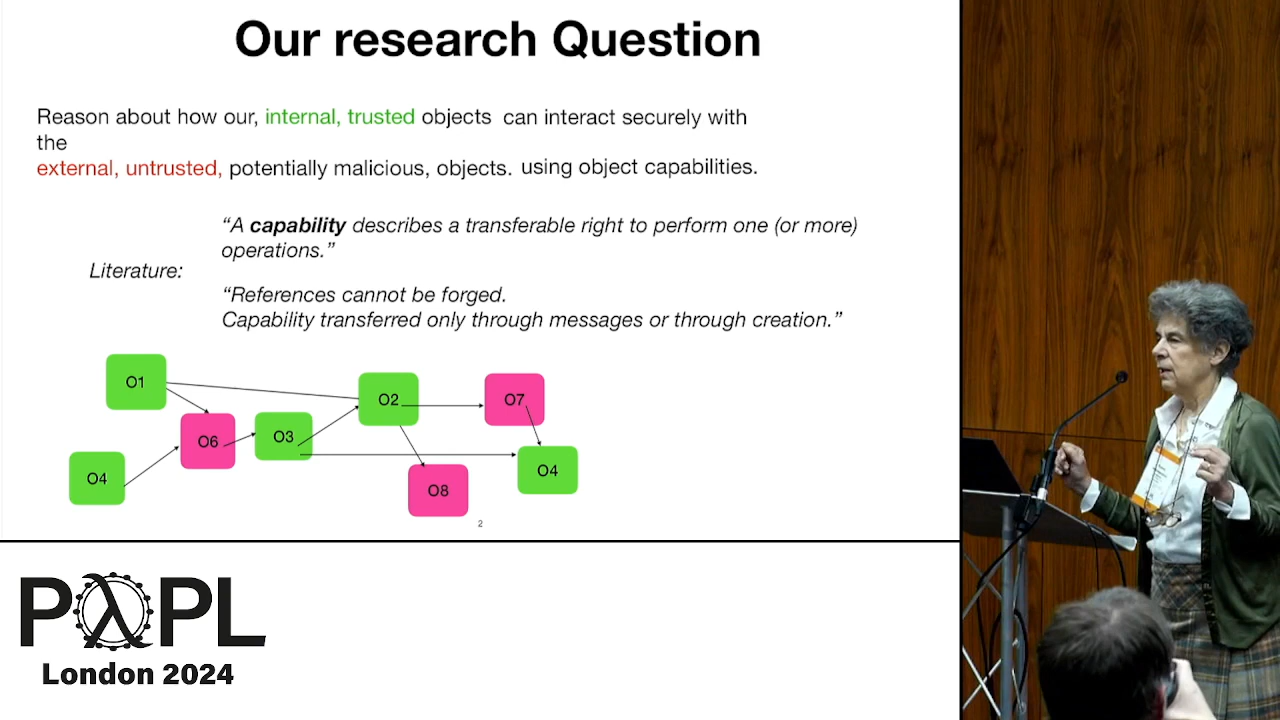 Our research Question
Reason about how our, internal, trusted objects can interact securely with
the
external, untrusted, potentially malicious, objects. using object capabilities.
“A capability describes a transferable right to perform one (or more)
operations.”
Literature:
“References cannot be forged.
Capability transferred only through messages or through creation.”
O1
O2
O7
O6
O3
O4
O4
O8
2
PλPL
London 2024